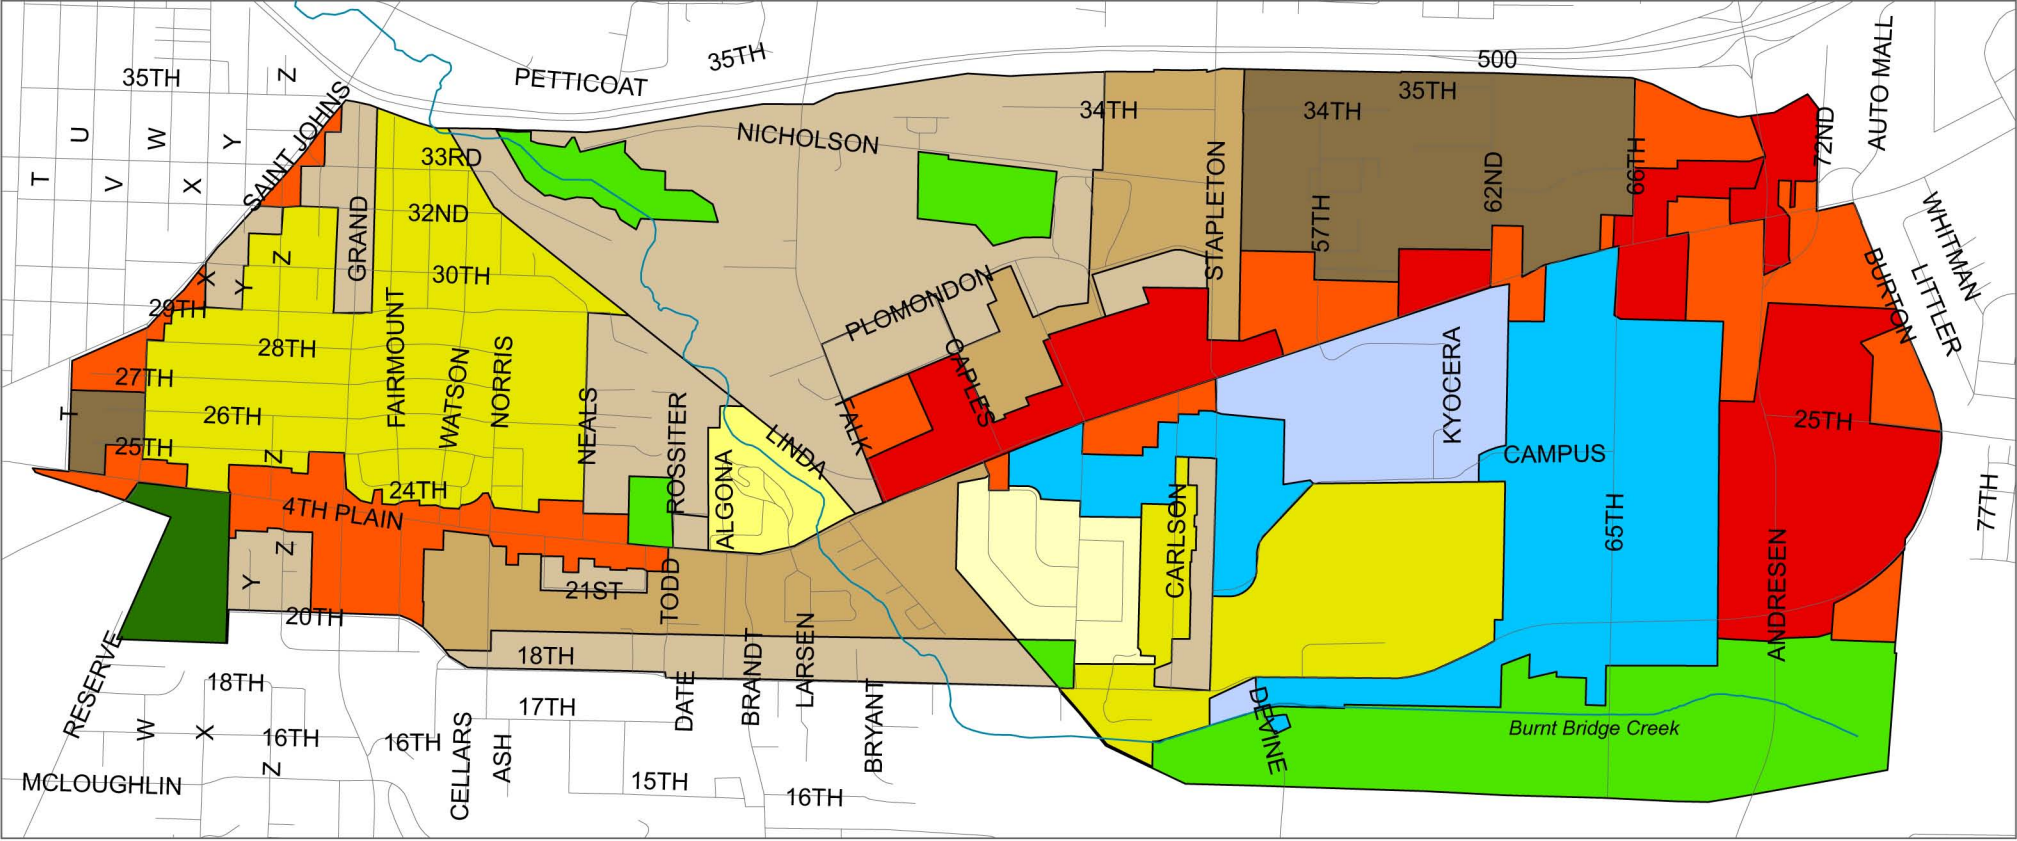 500
PETTICOAT
35TH
35TH
Z
AUTO MALL
35TH
34TH
34TH
72ND
U
W
Y
SAINT JOHNS
NICHOLSON
33RD
66TH
T
V
X
62ND
STAPLETON
57TH
WHITMAN
32ND
GRAND
Z
X
Y
30TH
PLOMONDON
BURTON
LITTLER
29TH
28TH
FAIRMOUNT
WATSON
NORRIS
CAPLES
KYOCERA
27TH
T
26TH
NEALS
ROSSITER
FALK
LINDA
25TH
25TH
Z
CAMPUS
24TH
ALGONA
CARLSON
65TH
77TH
4TH PLAIN
Z
Y
21ST
TODD
ANDRESEN
20TH
RESERVE
18TH
BRANDT
LARSEN
18TH
DATE
BRYANT
DEVINE
17TH
W
X
16TH
16TH
CELLARS
ASH
Burnt Bridge Creek
Z
MCLOUGHLIN
15TH
16TH